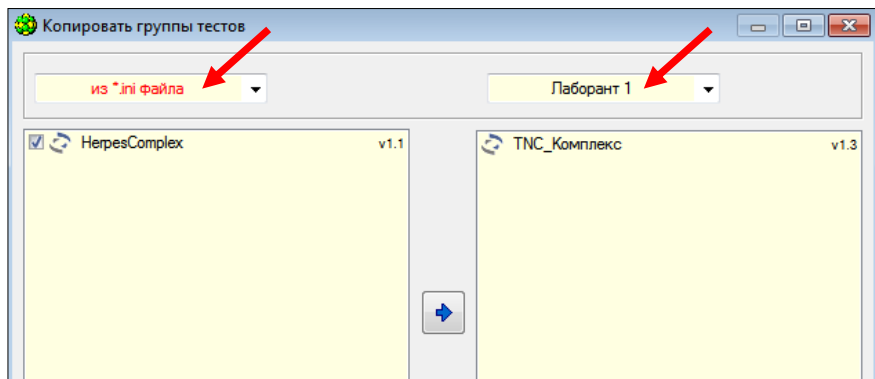 Копировать группы тестов
из *.ini файла
Лаборант 1
HerpesComplex v1.1
TNC_Комплекс v1.3